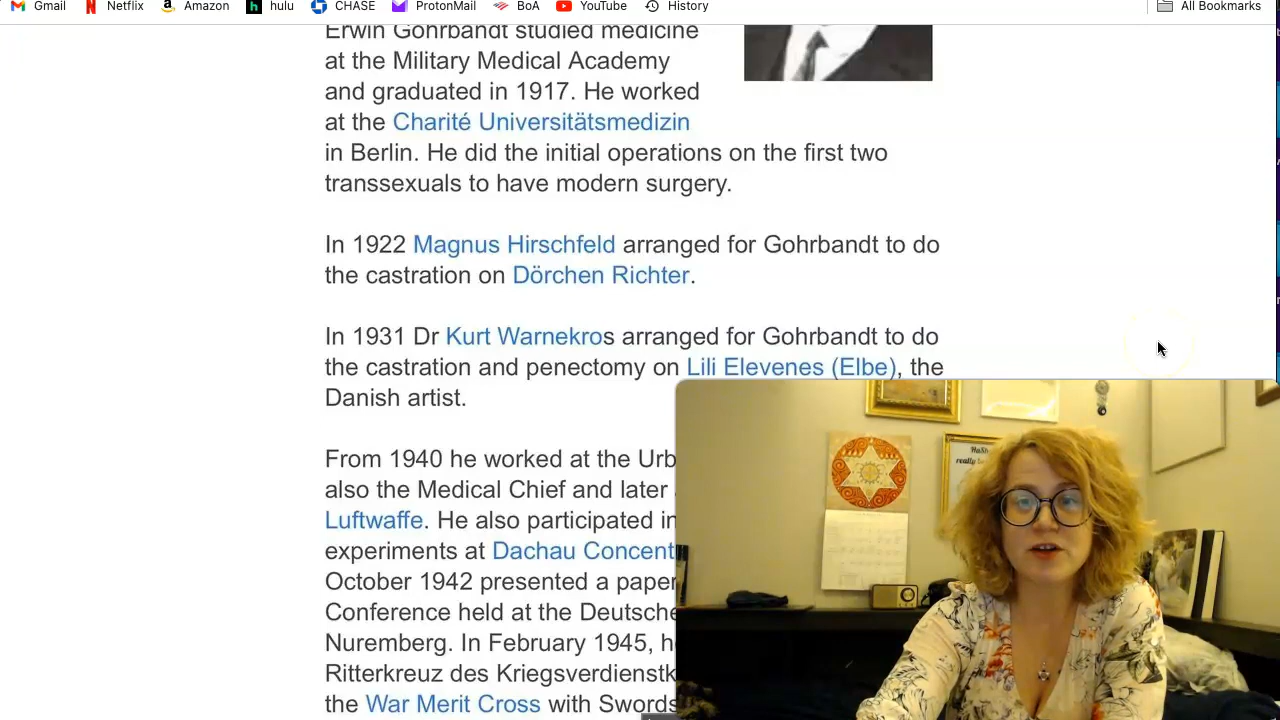 Gmail Netflix Amazon hulu CHASE ProtonMail BoA YouTube History All Bookmarks
Erwin Gohrbandt studied medicine
at the Military Medical Academy
and graduated in 1917. He worked
at the Charité Universitätsmedizin
in Berlin. He did the initial operations on the first two
transsexuals to have modern surgery.
In 1922 Magnus Hirschfeld arranged for Gohrbandt to do
the castration on Dörchen Richter.
In 1931 Dr Kurt Warnekros arranged for Gohrbandt to do
the castration and penectomy on Lili Elevenes (Elbe), the
Danish artist.
From 1940 he worked at the Urb
also the Medical Chief and later
Luftwaffe. He also participated in
experiments at Dachau Concent
October 1942 presented a paper
Conference held at the Deutsche
Nuremberg. In February 1945, h
Ritterkreuz des Kriegsverdienstk
the War Merit Cross with Swords
really